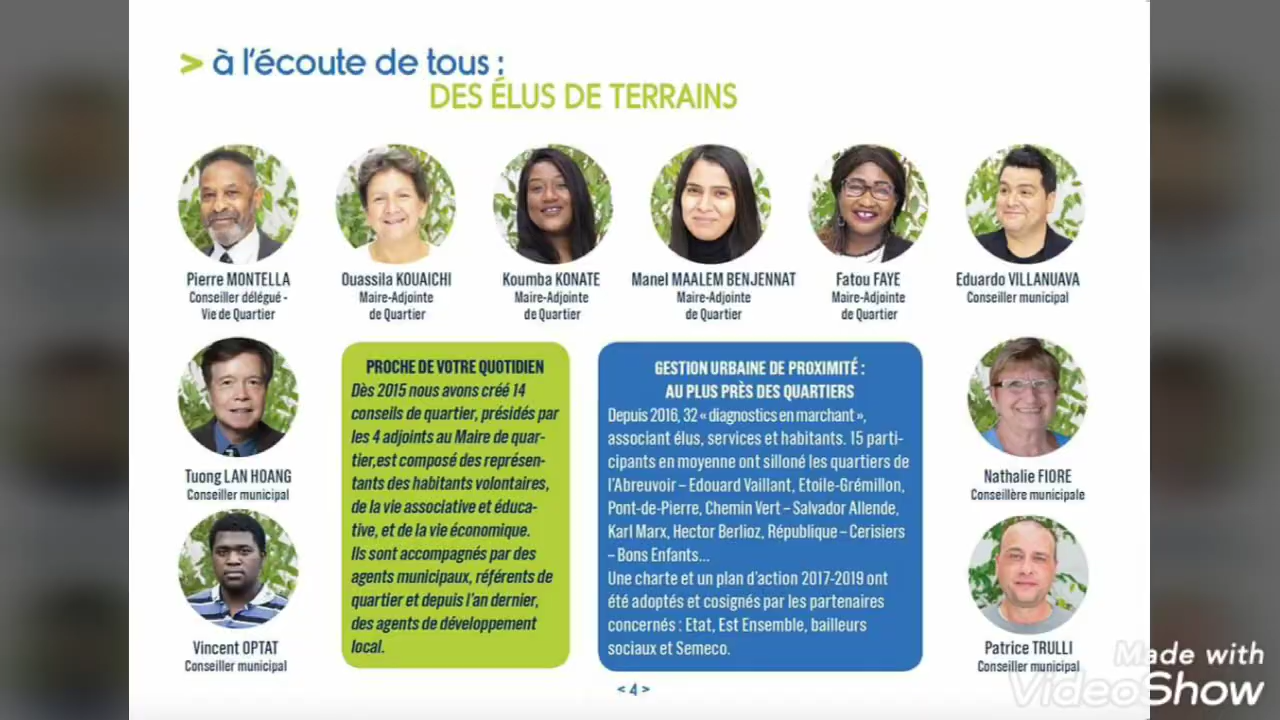 > à l'écoute de tous :
DES ÉLUS DE TERRAINS
Pierre MONTELLA
Conseiller délégué -
Vie de Quartier
Ouassila KOUAICHI
Maire-Adjointe
de Quartier
Koumba KONATE
Maire-Adjointe
de Quartier
Manel MAALEM BENJENNAT
Maire-Adjointe
de Quartier
Fatou FAYE
Maire-Adjointe
de Quartier
Eduardo VILLANUAVA
Conseiller municipal
Tuong LAN HOANG
Conseiller municipal
Vincent OPTAT
Conseiller municipal
PROCHE DE VOTRE QUOTIDIEN
Dès 2015 nous avons créé 14
conseils de quartier, présidés par
les 4 adjoints au Maire de quar-
tier,est composé des représen-
tants des habitants volontaires,
de la vie associative et éduca-
tive, et de la vie économique.
Ils sont accompagnés par des
agents municipaux, référents de
quartier et depuis l'an dernier,
des agents de développement
local.
GESTION URBAINE DE PROXIMITÉ :
AU PLUS PRÈS DES QUARTIERS
Depuis 2016, 32 « diagnostics en marchant »,
associant élus, services et habitants. 15 parti-
cipants en moyenne ont silloné les quartiers de
l'Abreuvoir – Edouard Vaillant, Etoile-Grémillon,
Pont-de-Pierre, Chemin Vert – Salvador Allende,
Karl Marx, Hector Berlioz, République – Cerisiers
– Bons Enfants...
Une charte et un plan d'action 2017-2019 ont
été adoptés et cosignés par les partenaires
concernés : Etat, Est Ensemble, bailleurs
sociaux et Semeco.
Nathalie FIORE
Conseillère municipale
Patrice TRULLI
Conseiller municipal
< 4 >
Made with
VideoShow